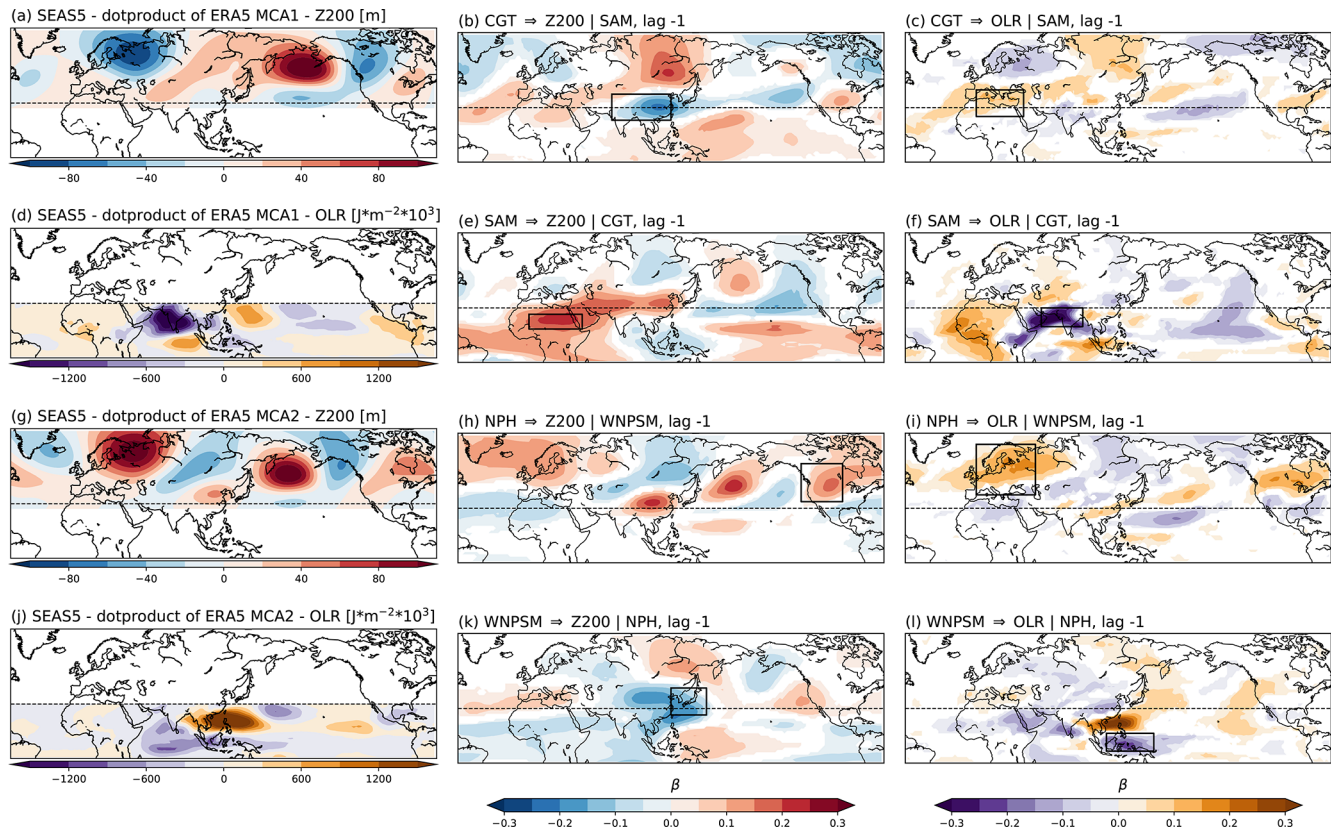 (a) SEAS5 - dotproduct of ERA5 MCA1 - Z200 [m]
(b) CGT ⇒ Z200 | SAM, lag -1
(c) CGT ⇒ OLR | SAM, lag -1
−80 −40 0 40 80
(d) SEAS5 - dotproduct of ERA5 MCA1 - OLR [J*m⁻²*10³]
(e) SAM ⇒ Z200 | CGT, lag -1
(f) SAM ⇒ OLR | CGT, lag -1
−1200 −600 0 600 1200
(g) SEAS5 - dotproduct of ERA5 MCA2 - Z200 [m]
(h) NPH ⇒ Z200 | WNPSM, lag -1
(i) NPH ⇒ OLR | WNPSM, lag -1
−80 −40 0 40 80
(j) SEAS5 - dotproduct of ERA5 MCA2 - OLR [J*m⁻²*10³]
(k) WNPSM ⇒ Z200 | NPH, lag -1
(l) WNPSM ⇒ OLR | NPH, lag -1
−1200 −600 0 600 1200
β
β
−0.3 −0.2 −0.1 0.0 0.1 0.2 0.3
−0.3 −0.2 −0.1 0.0 0.1 0.2 0.3